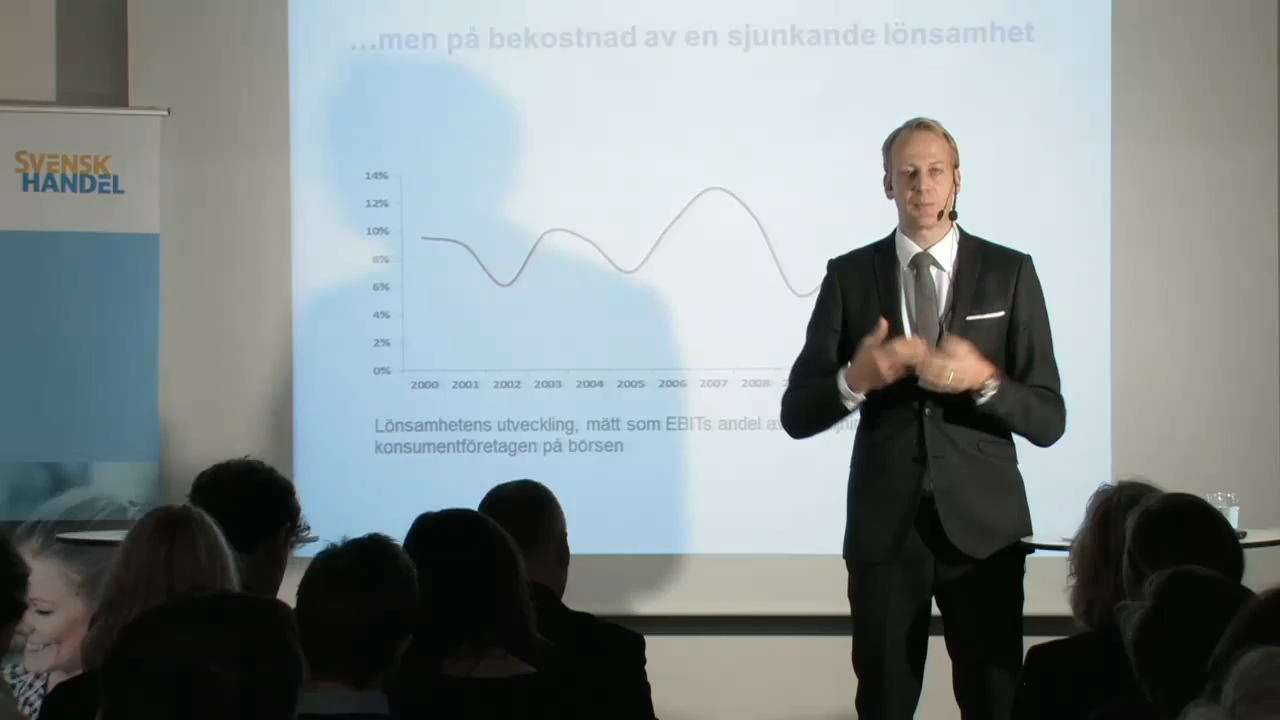 …men på bekostnad av en sjunkande lönsamhet
SVENSK
HANDEL
14%
12%
10%
8%
6%
4%
2%
0%
2000 2001 2002 2003 2004 2005 2006 2007 2008
Lönsamhetens utveckling, mätt som EBITs andel
konsumentföretagen på börsen